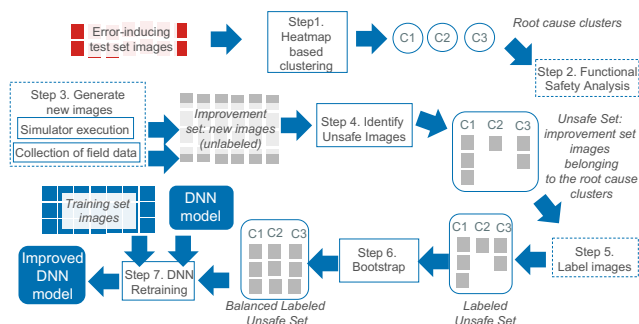 Error-inducing
test set images
Step1.
Heatmap
based
clustering
C1 C2 C3
Root cause clusters
Step 2. Functional
Safety Analysis
Step 3. Generate
new images
Simulator execution
Collection of field data
Improvement
set: new images
(unlabeled)
Step 4. Identify
Unsafe Images
C1 C2 C3
Unsafe Set:
improvement set
images
belonging
to the root cause
clusters
Training set
images
DNN
model
Improved
DNN
model
Step 7. DNN
Retraining
C1 C2 C3
Balanced Labeled
Unsafe Set
Step 6.
Bootstrap
C1 C2 C3
Labeled
Unsafe Set
Step 5.
Label images